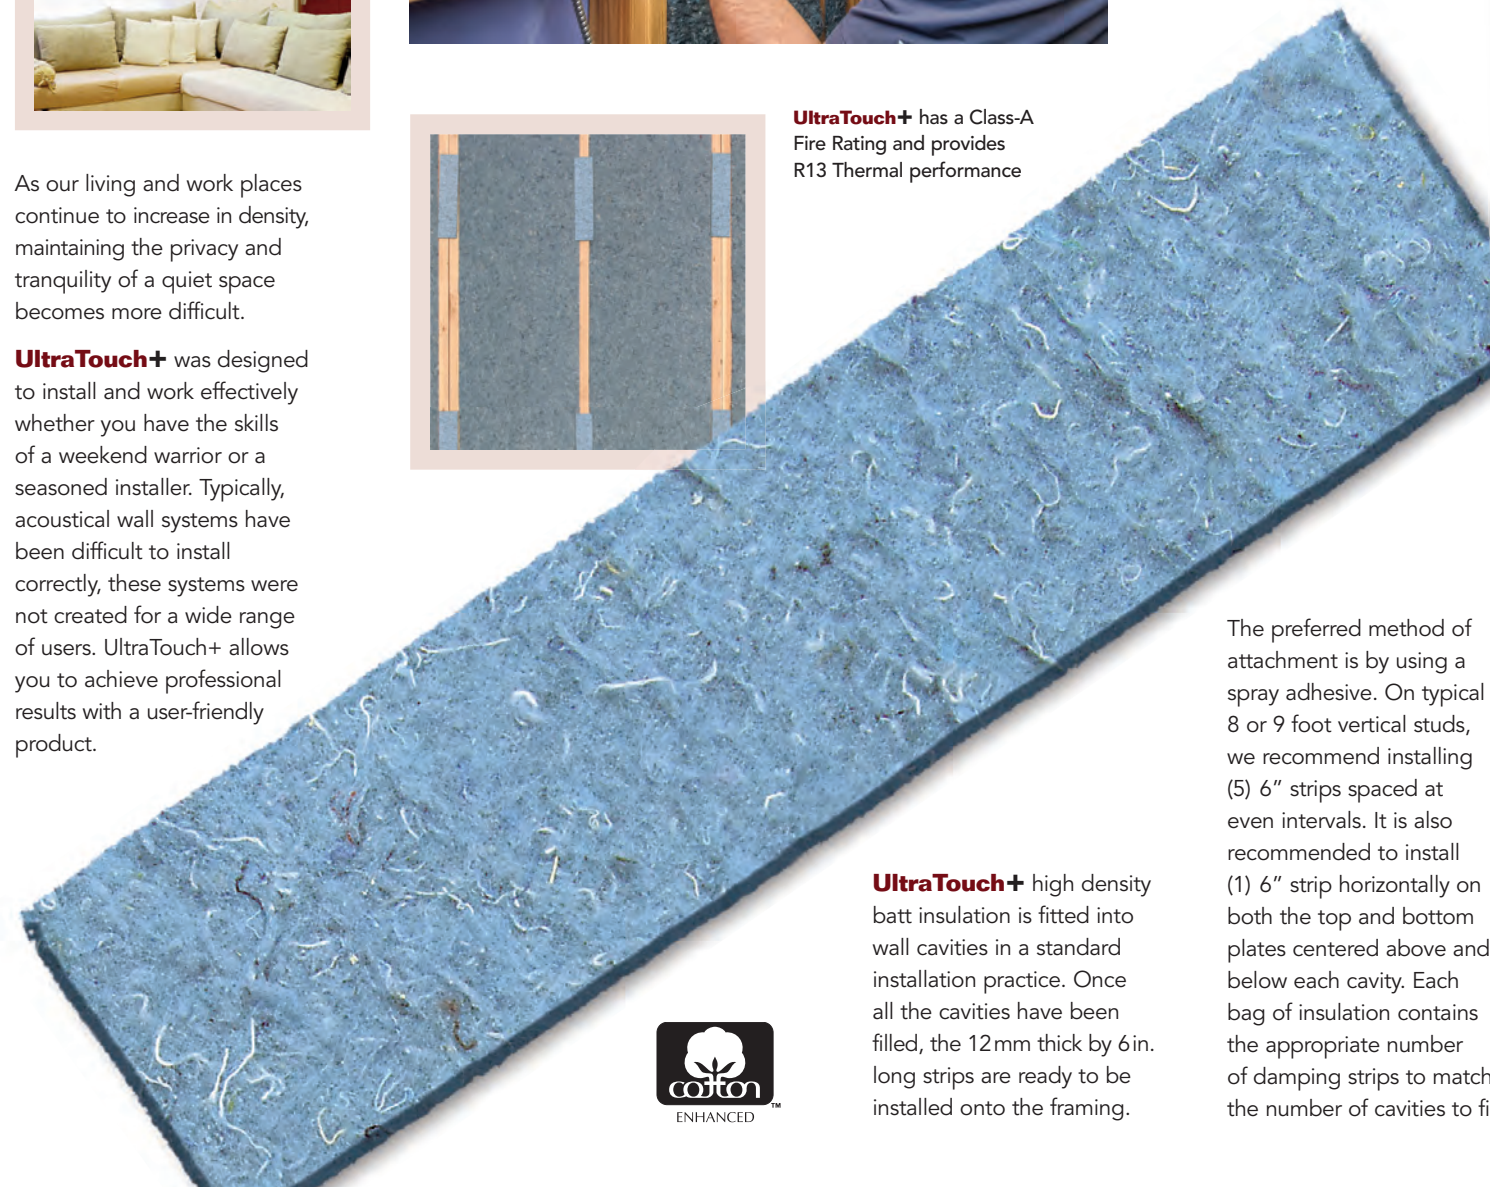 As our living and work places
continue to increase in density,
maintaining the privacy and
tranquility of a quiet space
becomes more difficult.
UltraTouch+ was designed
to install and work effectively
whether you have the skills
of a weekend warrior or a
seasoned installer. Typically,
acoustical wall systems have
been difficult to install
correctly, these systems were
not created for a wide range
of users. UltraTouch+ allows
you to achieve professional
results with a user-friendly
product.
UltraTouch+ has a Class-A
Fire Rating and provides
R13 Thermal performance
cotton
™
ENHANCED
UltraTouch+ high density
batt insulation is fitted into
wall cavities in a standard
installation practice. Once
all the cavities have been
filled, the 12mm thick by 6in.
long strips are ready to be
installed onto the framing.
The preferred method of
attachment is by using a
spray adhesive. On typical
8 or 9 foot vertical studs,
we recommend installing
(5) 6” strips spaced at
even intervals. It is also
recommended to install
(1) 6” strip horizontally on
both the top and bottom
plates centered above and
below each cavity. Each
bag of insulation contains
the appropriate number
of damping strips to match
the number of cavities to